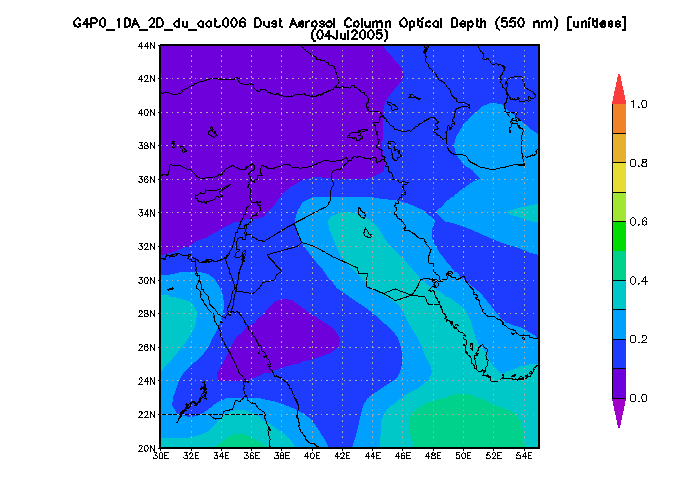 G4P0_1DA_2D_du_aot.006 Dust Aerosol Column Optical Depth (550 nm) [unitless]
(04Jul2005)
44N
42N
40N
38N
36N
34N
32N
30N
28N
26N
24N
22N
20N
30E 32E 34E 36E 38E 40E 42E 44E 46E 48E 50E 52E 54E
1.0
0.8
0.6
0.4
0.2
0.0